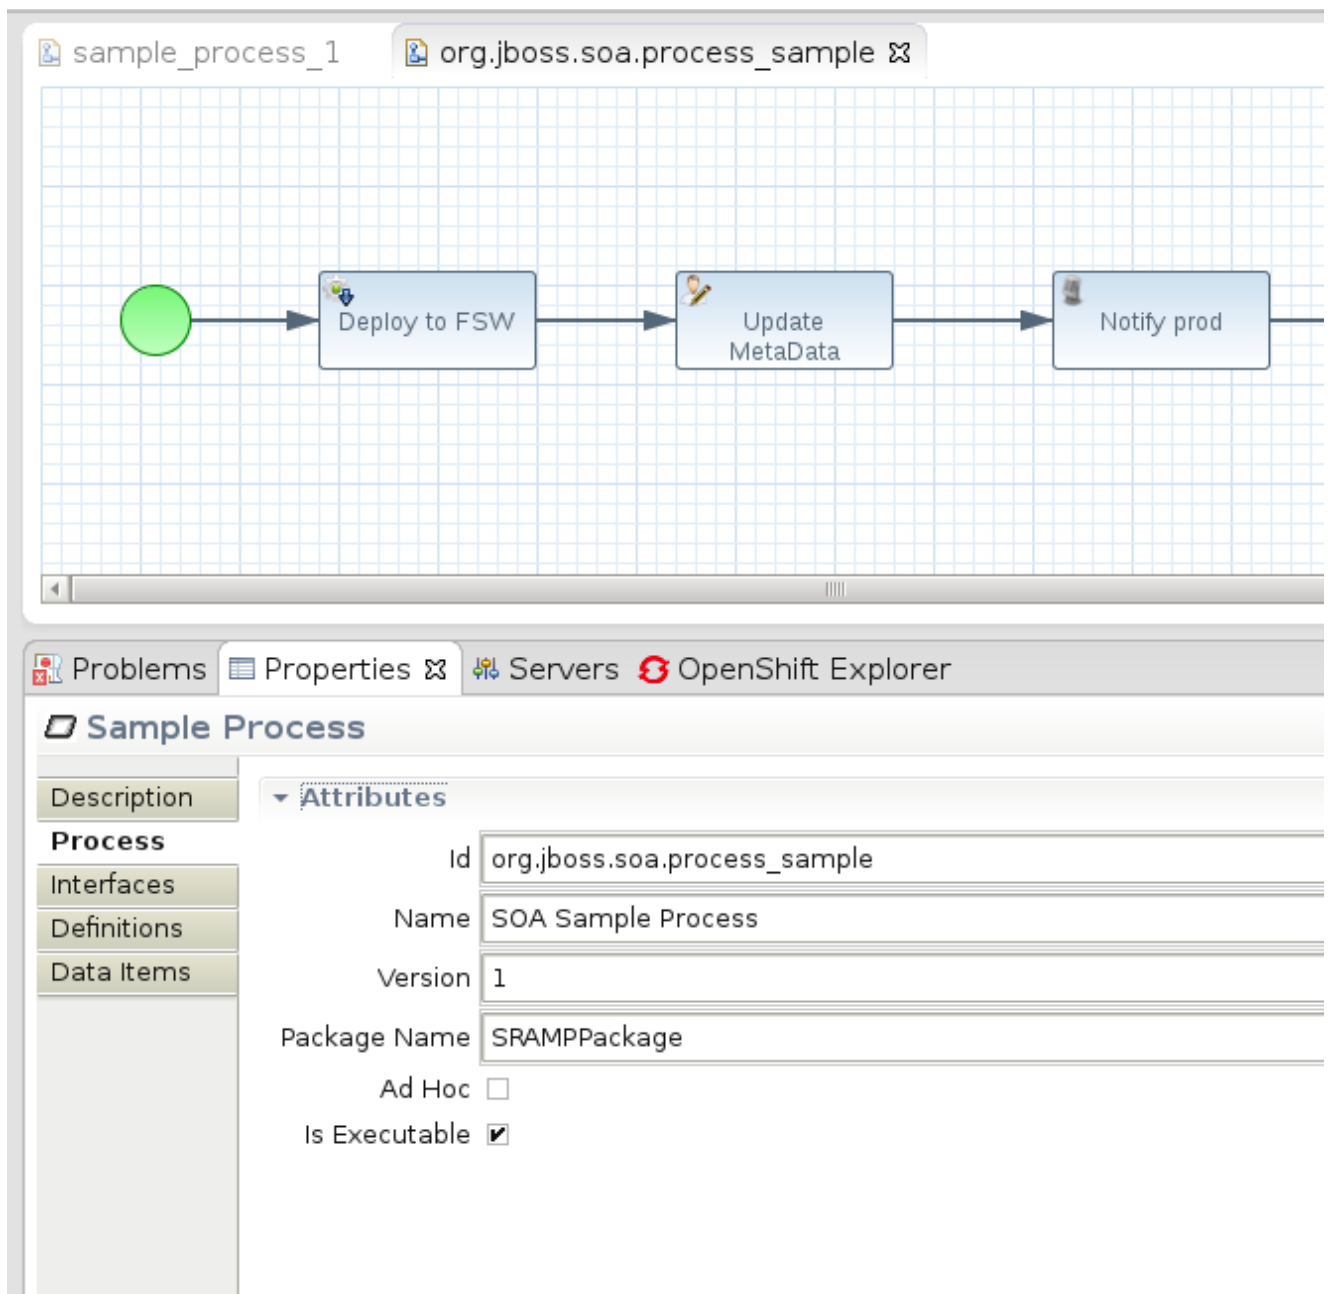 sample_process_1 org.jboss.soa.process_sample
Deploy to FSW
Update
MetaData
Notify prod
Problems Properties Servers OpenShift Explorer
Sample Process
Description
Process
Interfaces
Definitions
Data Items
Attributes
Id org.jboss.soa.process_sample
Name SOA Sample Process
Version 1
Package Name SRAMPPackage
Ad Hoc
Is Executable